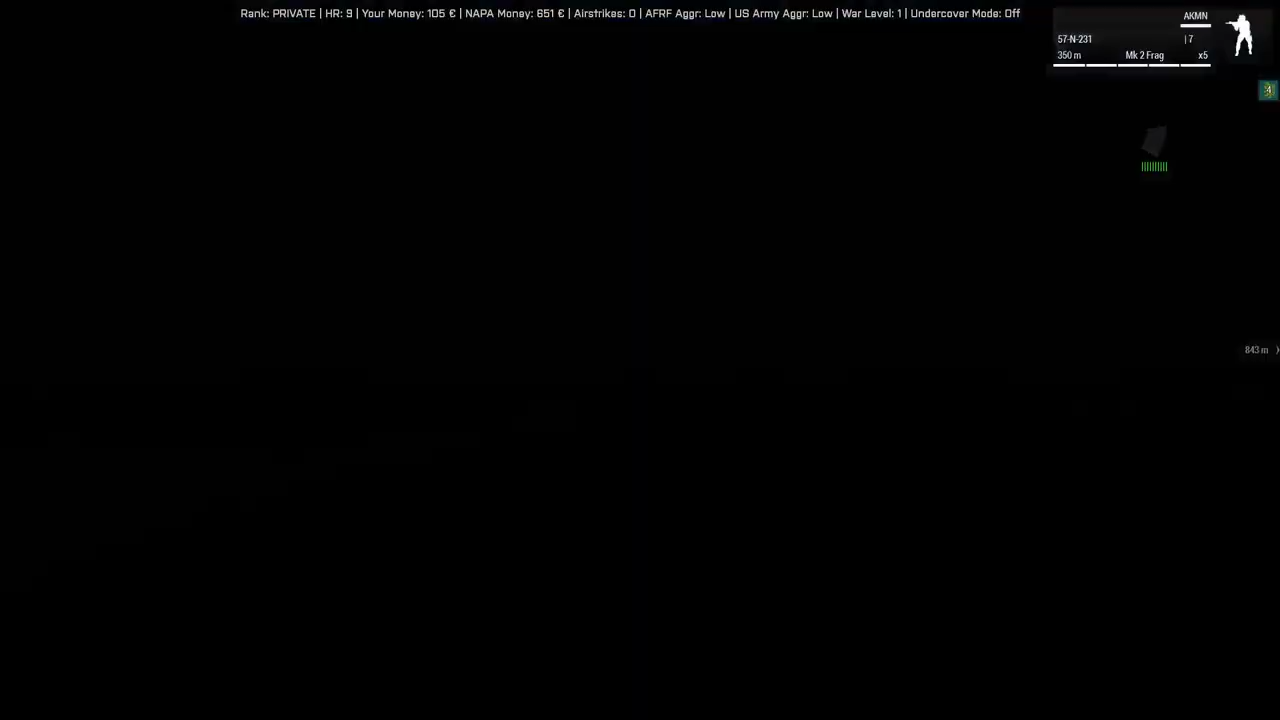 Rank: PRIVATE | HR: 9 | Your Money: 105 € | NAPA Money: 651 € | Airstrikes: 0 | AFRF Aggr: Low | US Army Aggr: Low | War Level: 1 | Undercover Mode: Off
AKMN
57-N-231 | 7
350 m Mk 2 Frag x5
843 m